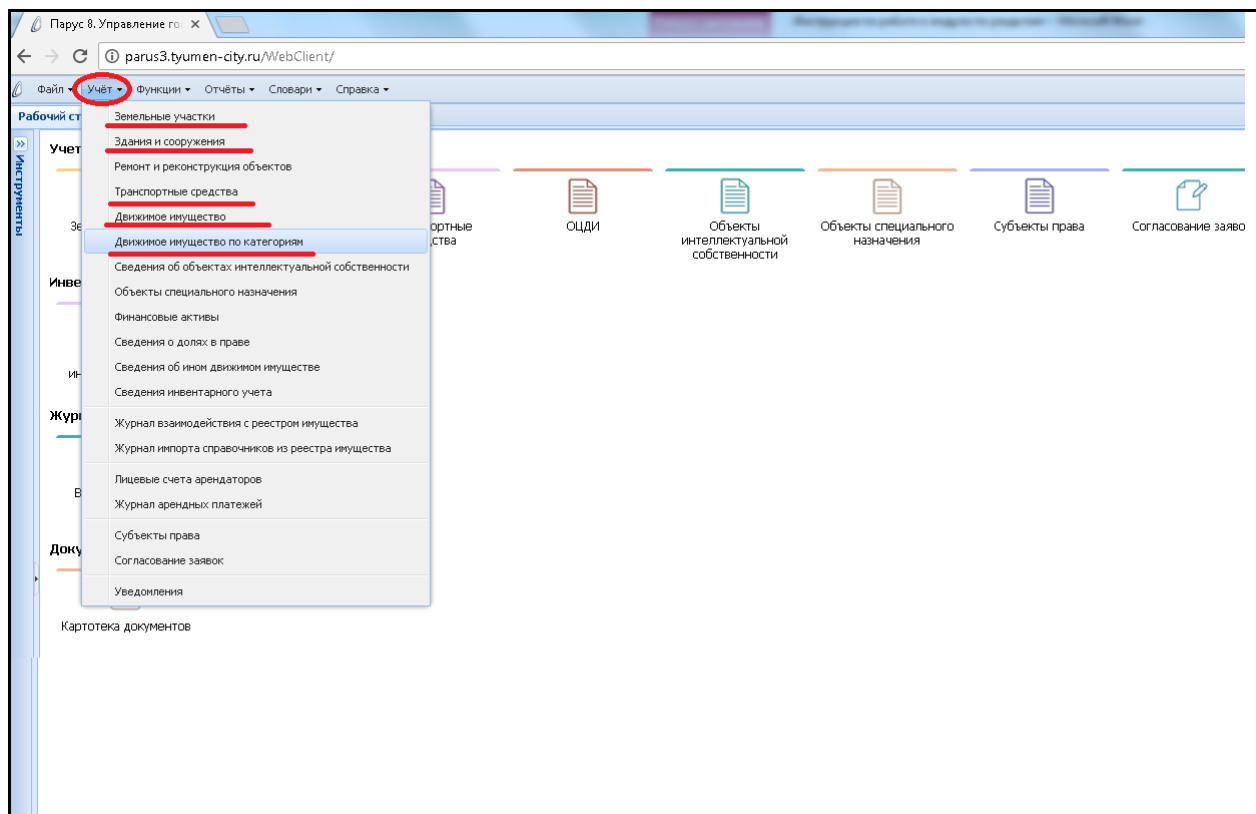 Парус 8. Управление го
parus3.tyumen-city.ru/WebClient/
Файл Учёт Функции Отчёты Словари Справка
Рабочий ст
Инструменты
Учет
Земельные участки
Здания и сооружения
Ремонт и реконструкция объектов
Транспортные средства
Движимое имущество
Движимое имущество по категориям
Сведения об объектах интеллектуальной собственности
Объекты специального назначения
Финансовые активы
Сведения о долях в праве
Сведения об ином движимом имуществе
Сведения инвентарного учета
Журнал взаимодействия с реестром имущества
Журнал импорта справочников из реестра имущества
Лицевые счета арендаторов
Журнал арендных платежей
Субъекты права
Согласование заявок
Уведомления
Зе
ортные
ства
ОЦДИ
Объекты
интеллектуальной
собственности
Объекты специального
назначения
Субъекты права
Согласование заяво
Инве
ин
Жур
В
Доку
Картотека документов